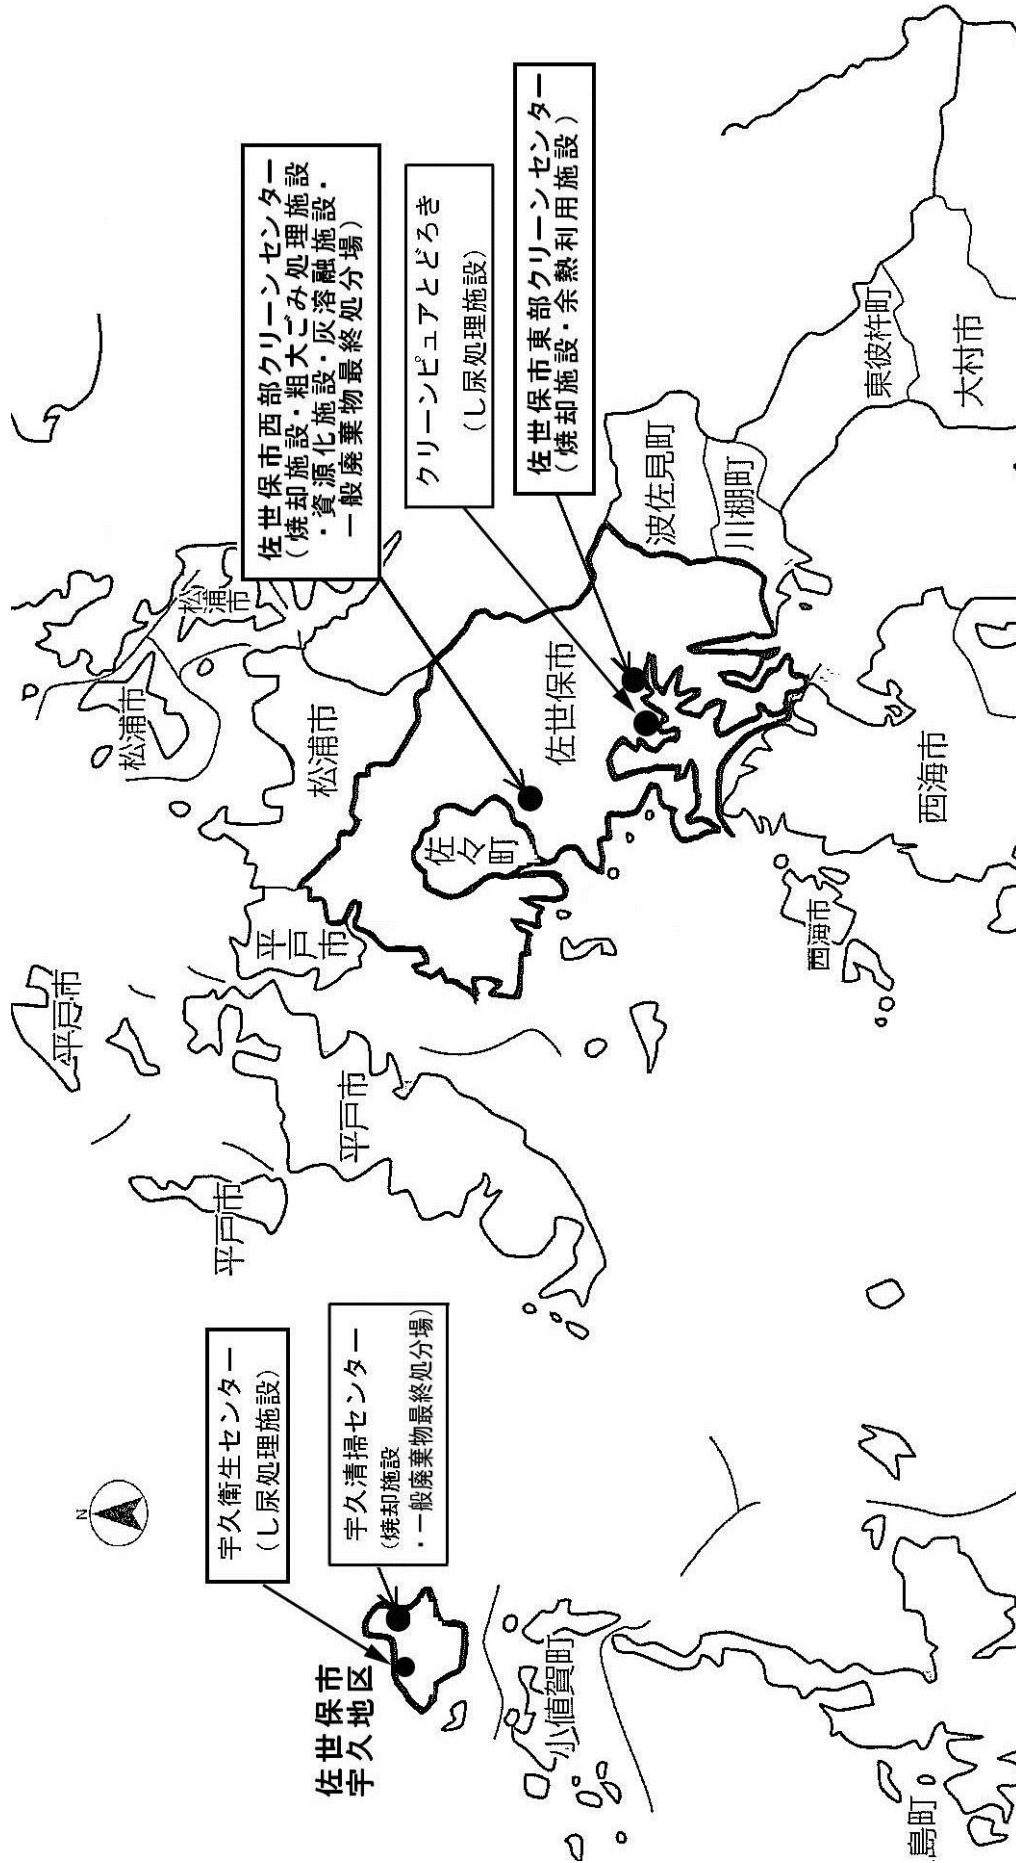 N
宇久衛生センター
(し尿処理施設)
宇久清掃センター
(焼却施設
・一般廃棄物最終処分場)
佐世保市
宇久地区
小値賀町
島町
平戸市
平戸市
平戸市
平戸市
松浦市
松浦市
松浦市
佐々町
佐世保市
佐世保市西部クリーンセンター
(焼却施設・粗大ごみ処理施設
・資源化施設・灰溶融施設・
一般廃棄物最終処分場)
クリーンピュアとどろき
(し尿処理施設)
佐世保市東部クリーンセンター
(焼却施設・余熱利用施設)
波佐見町
川棚町
東彼杵町
大村市
西海市
西海市